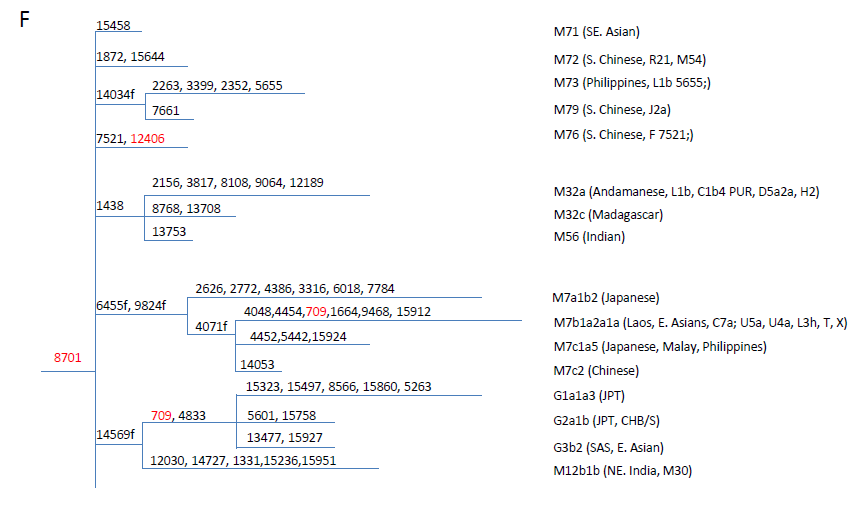 F
15458
M71 (SE. Asian)
1872, 15644
M72 (S. Chinese, R21, M54)
2263, 3399, 2352, 5655
M73 (Philippines, L1b 5655;)
14034f
7661
M79 (S. Chinese, J2a)
7521, 12406
M76 (S. Chinese, F 7521;)
2156, 3817, 8108, 9064, 12189
M32a (Andamanese, L1b, C1b4 PUR, D5a2a, H2)
1438
8768, 13708
M32c (Madagascar)
13753
M56 (Indian)
2626, 2772, 4386, 3316, 6018, 7784
M7a1b2 (Japanese)
6455f, 9824f
4048,4454,709,1664,9468, 15912
M7b1a2a1a (Laos, E. Asians, C7a; U5a, U4a, L3h, T, X)
4071f
4452,5442,15924
M7c1a5 (Japanese, Malay, Philippines)
8701
14053
M7c2 (Chinese)
15323, 15497, 8566, 15860, 5263
G1a1a3 (JPT)
709, 4833
5601, 15758
G2a1b (JPT, CHB/S)
14569f
13477, 15927
G3b2 (SAS, E. Asian)
12030, 14727, 1331,15236,15951
M12b1b (NE. India, M30)